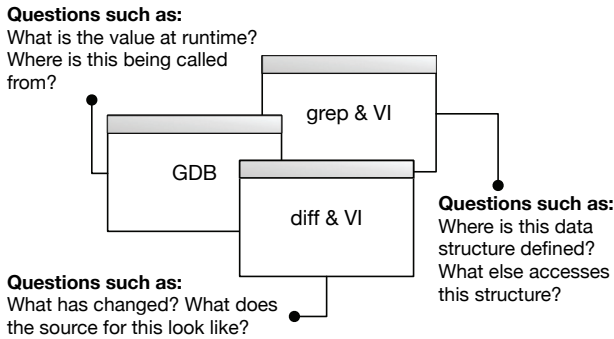 Questions such as:
What is the value at runtime?
Where is this being called
from?
grep & VI
GDB
diff & VI
Questions such as:
Where is this data
structure defined?
What else accesses
this structure?
Questions such as:
What has changed? What does
the source for this look like?